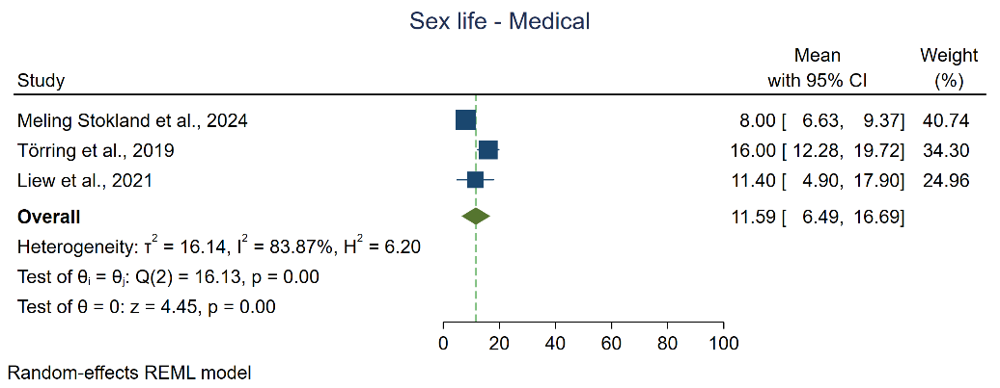 Sex life - Medical
Mean Weight
Study with 95% CI (%)
Meling Stokland et al., 2024 8.00 [ 6.63, 9.37] 40.74
Törring et al., 2019 16.00 [ 12.28, 19.72] 34.30
Liew et al., 2021 11.40 [ 4.90, 17.90] 24.96
Overall 11.59 [ 6.49, 16.69]
Heterogeneity: τ² = 16.14, I² = 83.87%, H² = 6.20
Test of θᵢ = θⱼ: Q(2) = 16.13, p = 0.00
Test of θ = 0: z = 4.45, p = 0.00
0 20 40 60 80 100
Random-effects REML model